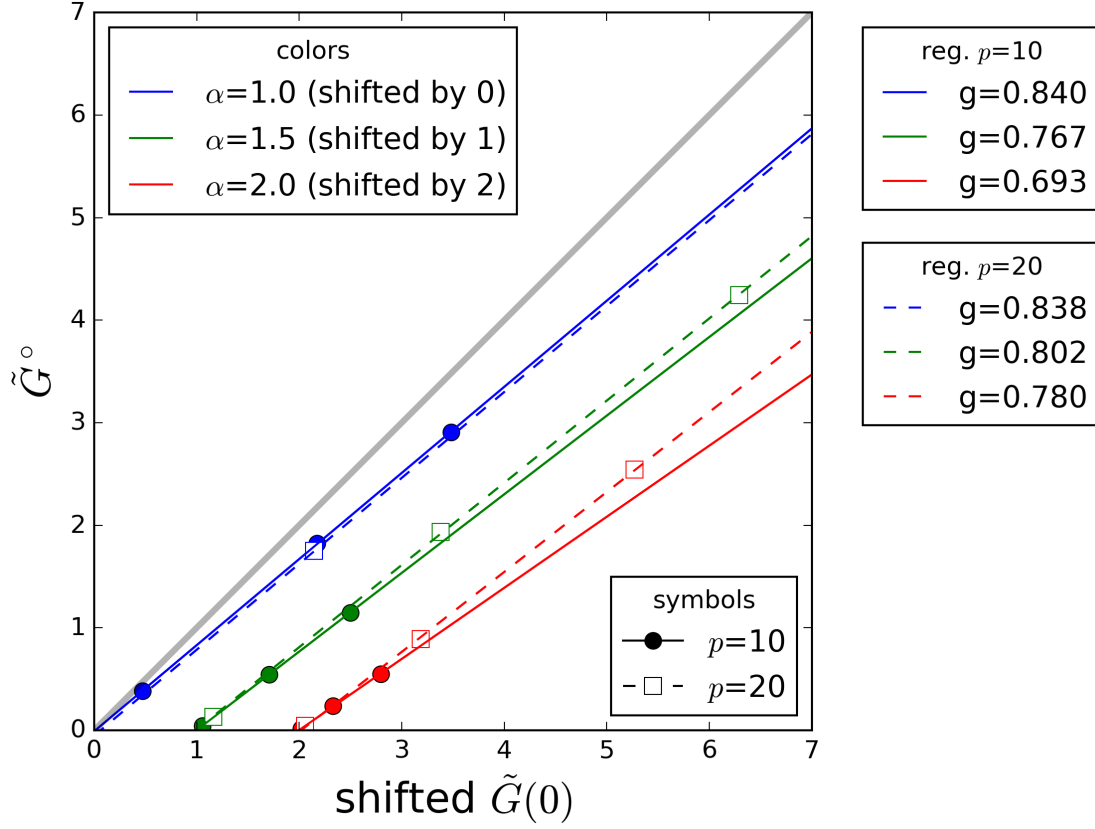 colors
α=1.0 (shifted by 0)
α=1.5 (shifted by 1)
α=2.0 (shifted by 2)
reg. p=10
g=0.840
g=0.767
g=0.693
reg. p=20
g=0.838
g=0.802
g=0.780
symbols
p=10
p=20
7
6
5
4
3
2
1
0
G̃°
0 1 2 3 4 5 6 7
shifted G̃(0)